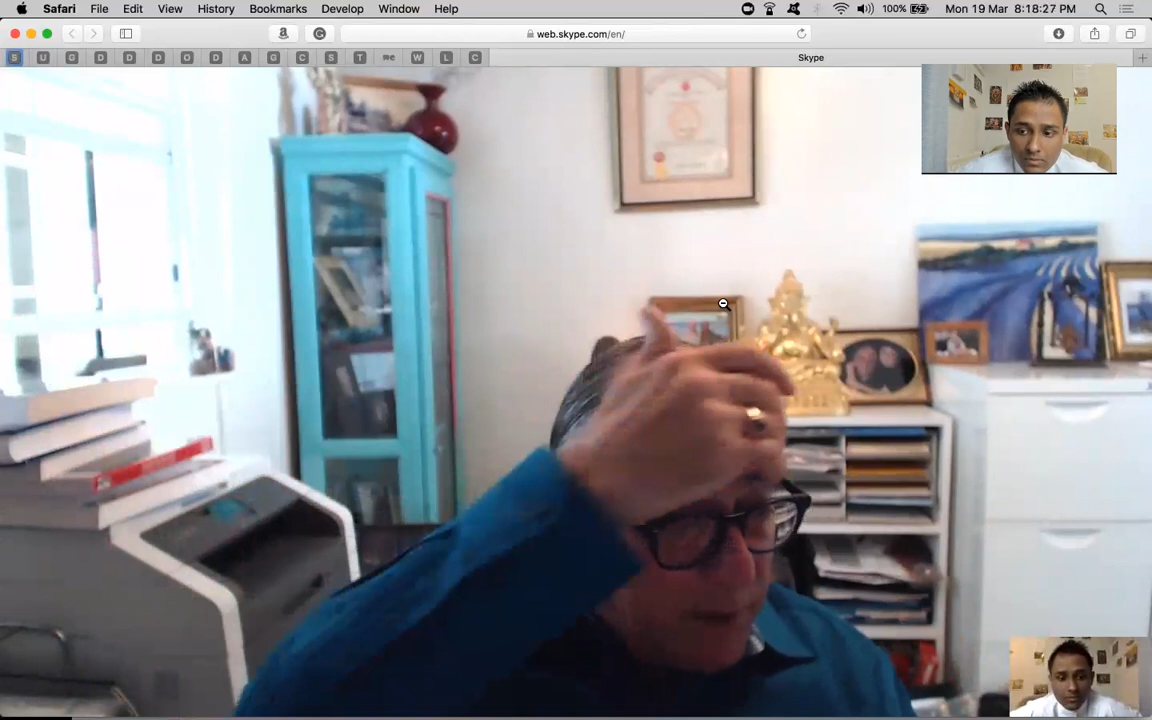 Safari File Edit View History Bookmarks Develop Window Help 100% Mon 19 Mar 8:18:27 PM
web.skype.com/en/
S U G D D D O D A G C S T me W L C Skype